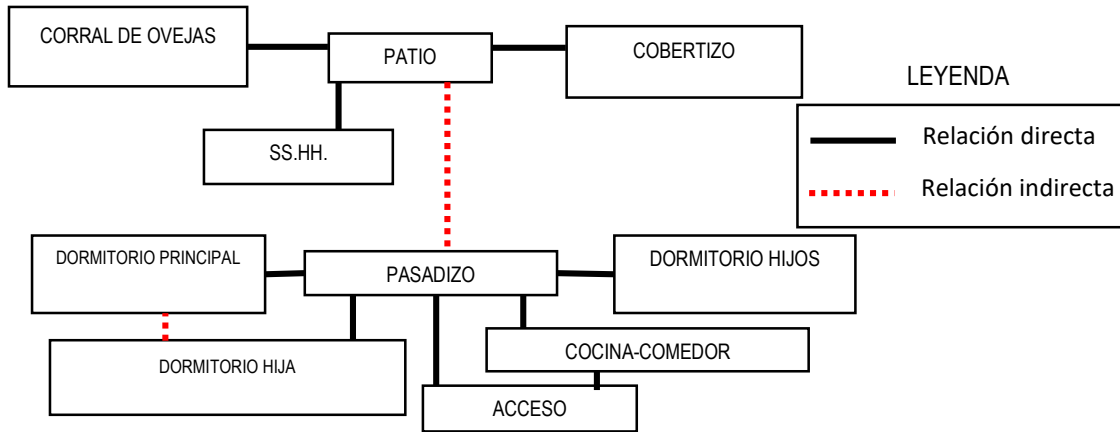 CORRAL DE OVEJAS
PATIO
COBERTIZO
LEYENDA
SS.HH.
Relación directa
Relación indirecta
DORMITORIO PRINCIPAL
PASADIZO
DORMITORIO HIJOS
DORMITORIO HIJA
COCINA-COMEDOR
ACCESO